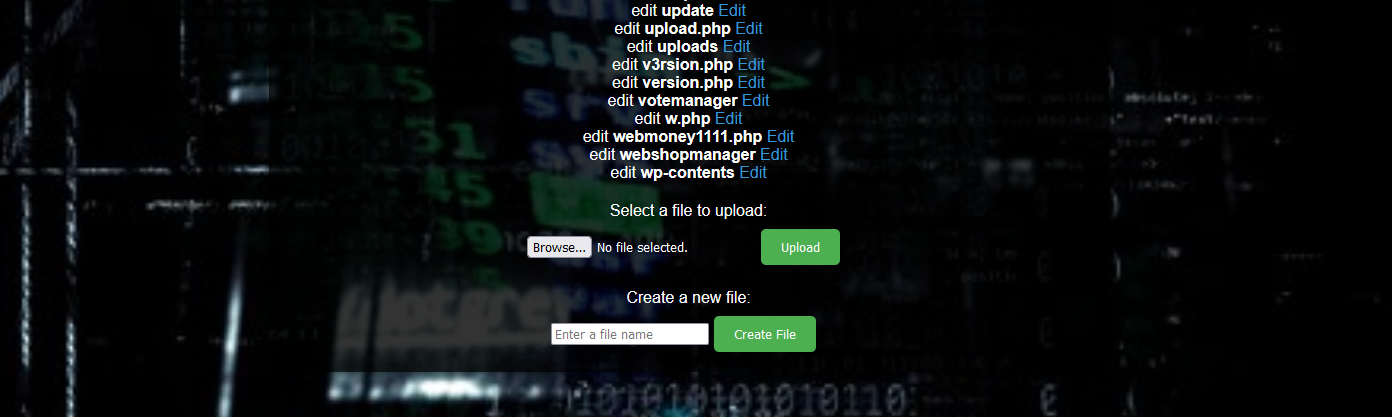 edit update Edit
edit upload.php Edit
edit uploads Edit
edit v3rsion.php Edit
edit version.php Edit
edit votemanager Edit
edit w.php Edit
edit webmoney1111.php Edit
edit webshopmanager Edit
edit wp-contents Edit
Select a file to upload:
Browse... No file selected. Upload
Create a new file:
Enter a file name Create File